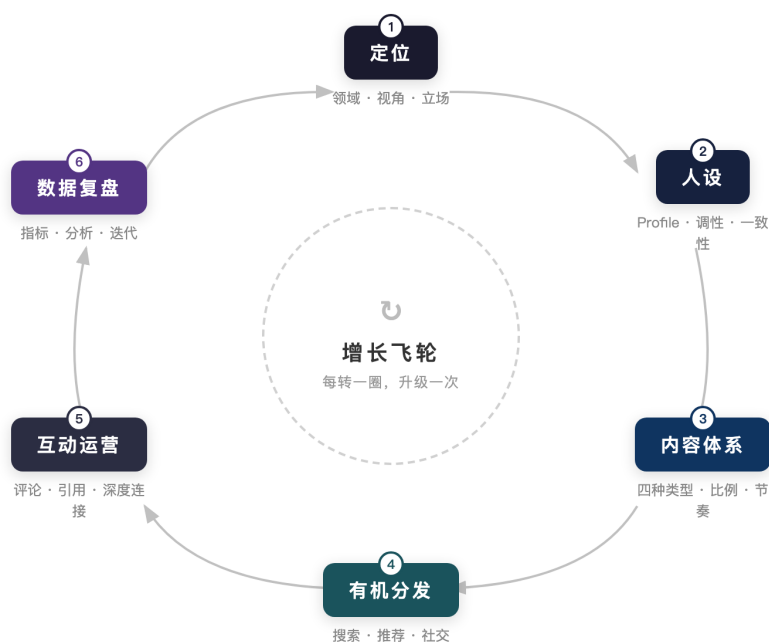 1
定位
领域 · 视角 · 立场
2
人设
Profile · 调性 · 一致
性
3
内容体系
四种类型 · 比例 · 节
奏
4
有机分发
搜索 · 推荐 · 社交
5
互动运营
评论 · 引用 · 深度连
接
6
数据复盘
指标 · 分析 · 迭代
↻
增长飞轮
每转一圈，升级一次